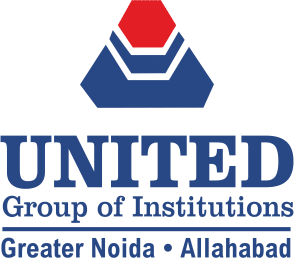 UNITED
Group of Institutions
Greater Noida • Allahabad